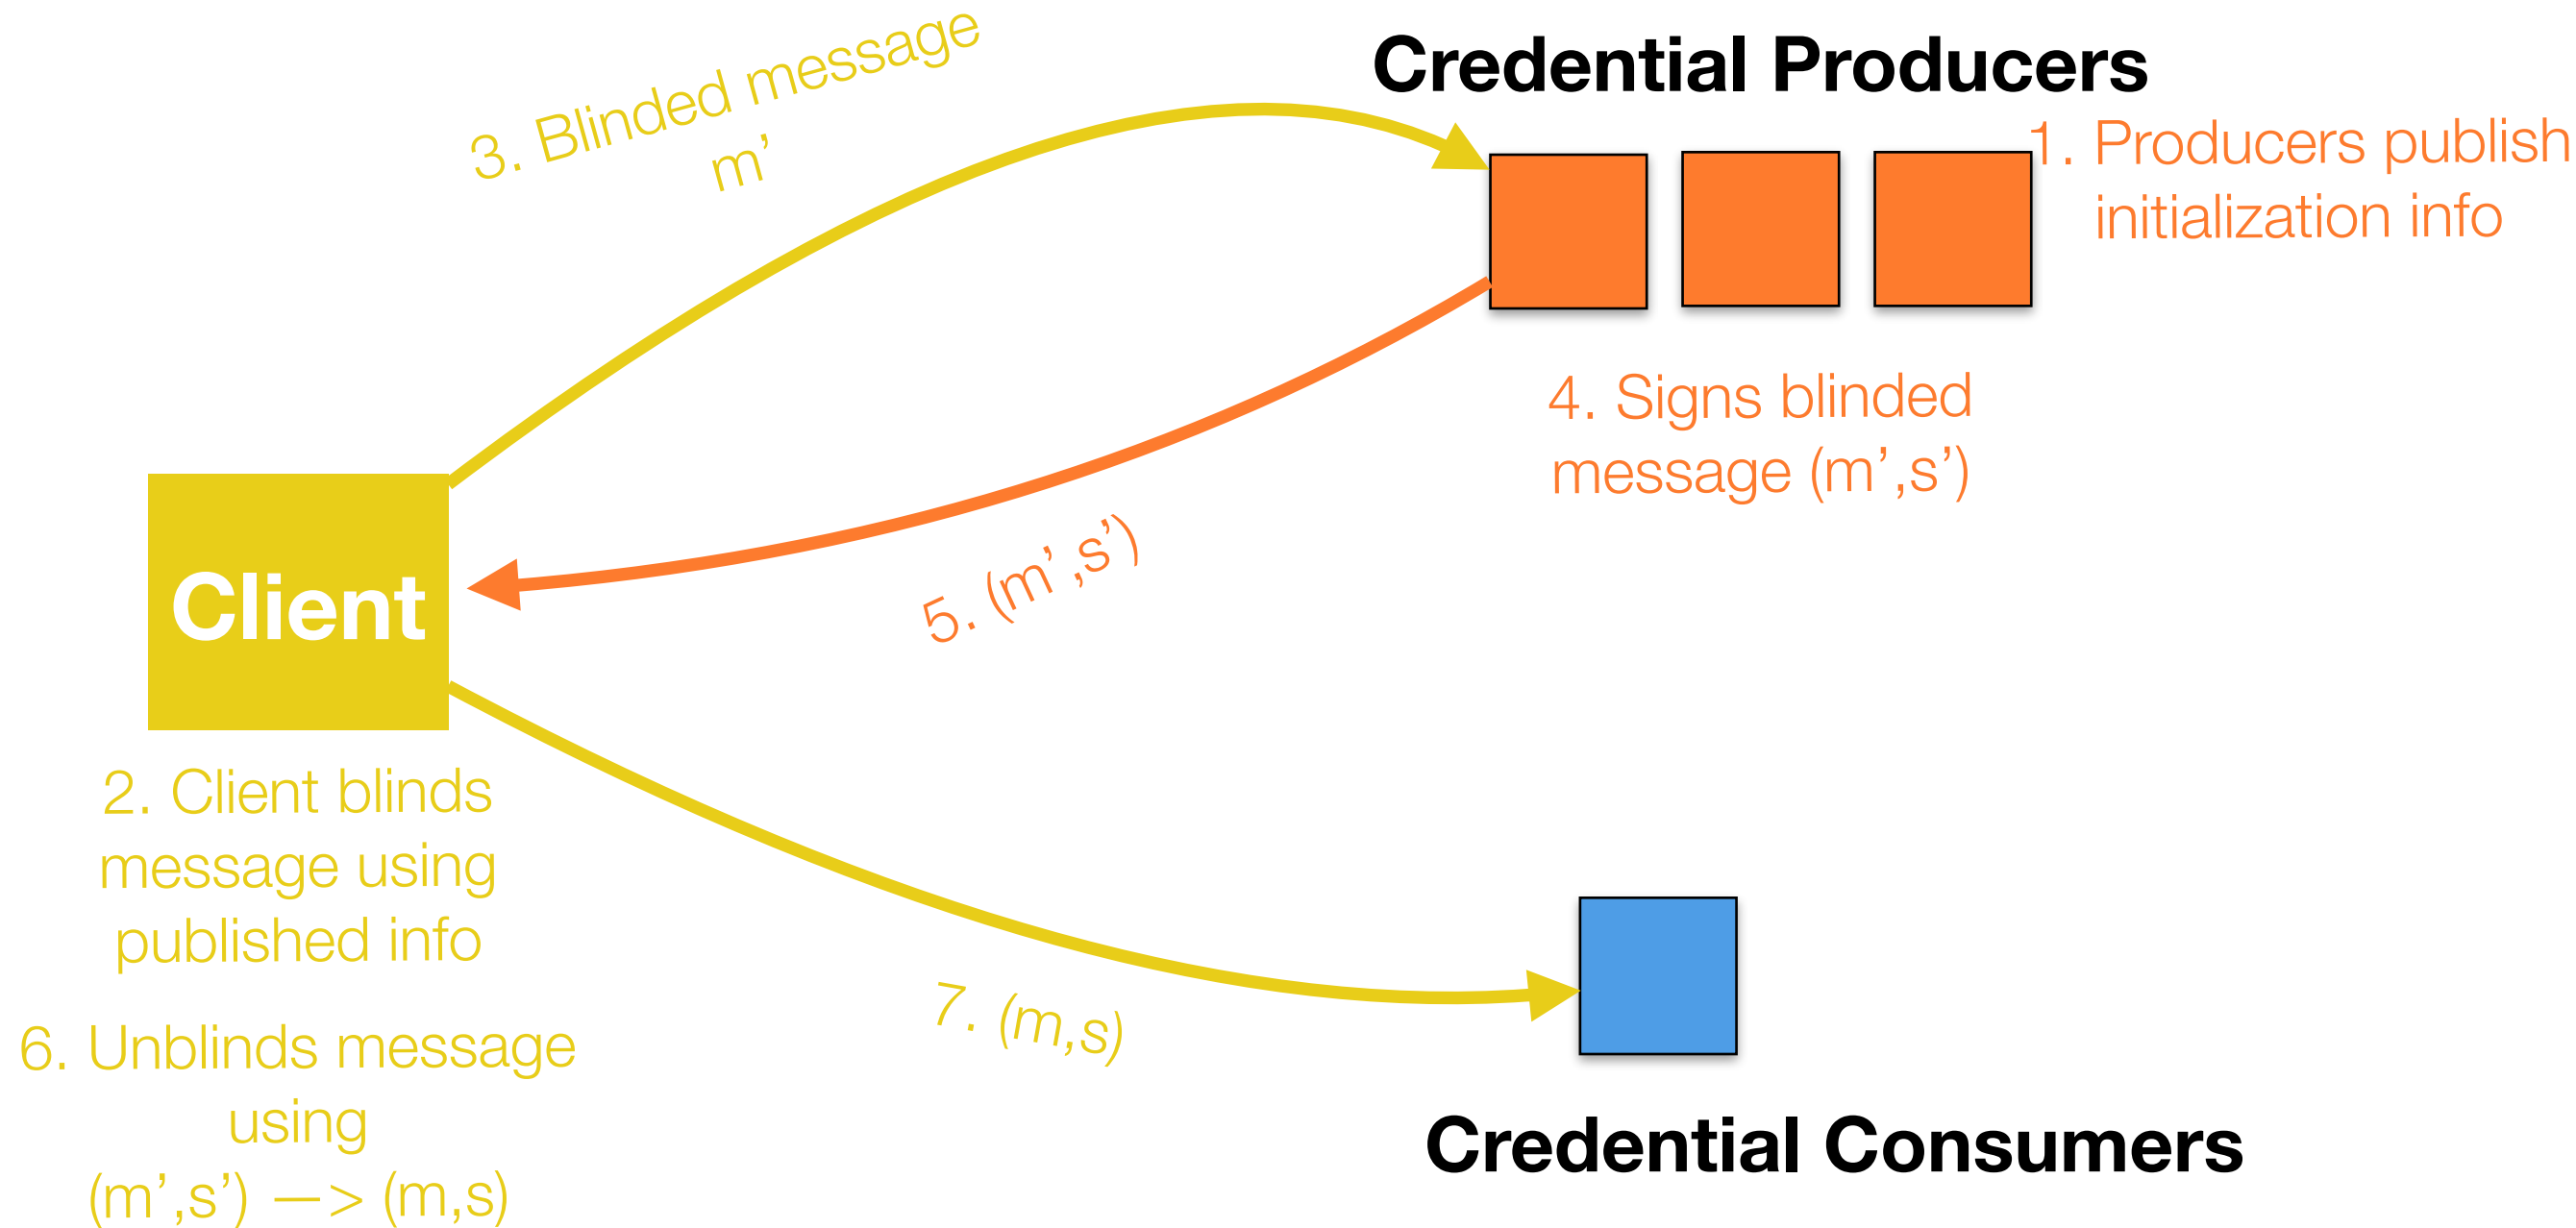 3. Blinded message
m’
Credential Producers
1. Producers publish
initialization info
4. Signs blinded
message (m’,s’)
5. (m’,s’)
Client
2. Client blinds
message using
published info
6. Unblinds message
using
(m’,s’) —> (m,s)
7. (m,s)
Credential Consumers